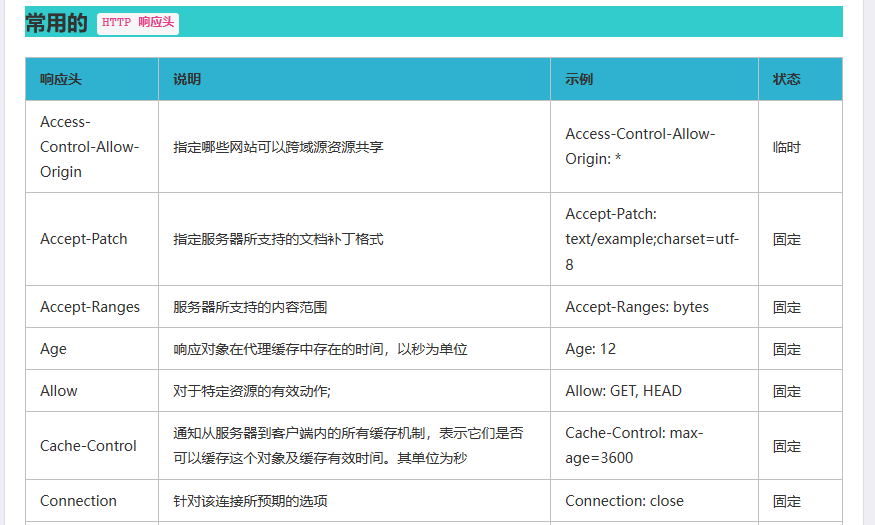 常用的 HTTP 响应头
响应头 说明 示例 状态
Access-
Control-Allow-
Origin
指定哪些网站可以跨域源资源共享
Access-Control-Allow-
Origin: *
临时
Accept-Patch
指定服务器所支持的文档补丁格式
Accept-Patch:
text/example;charset=utf-
8
固定
Accept-Ranges 服务器所支持的内容范围 Accept-Ranges: bytes 固定
Age 响应对象在代理缓存中存在的时间，以秒为单位 Age: 12 固定
Allow 对于特定资源的有效动作; Allow: GET, HEAD 固定
Cache-Control
通知从服务器到客户端内的所有缓存机制，表示它们是否
可以缓存这个对象及缓存有效时间。其单位为秒
Cache-Control: max-
age=3600
固定
Connection 针对该连接所预期的选项 Connection: close 固定